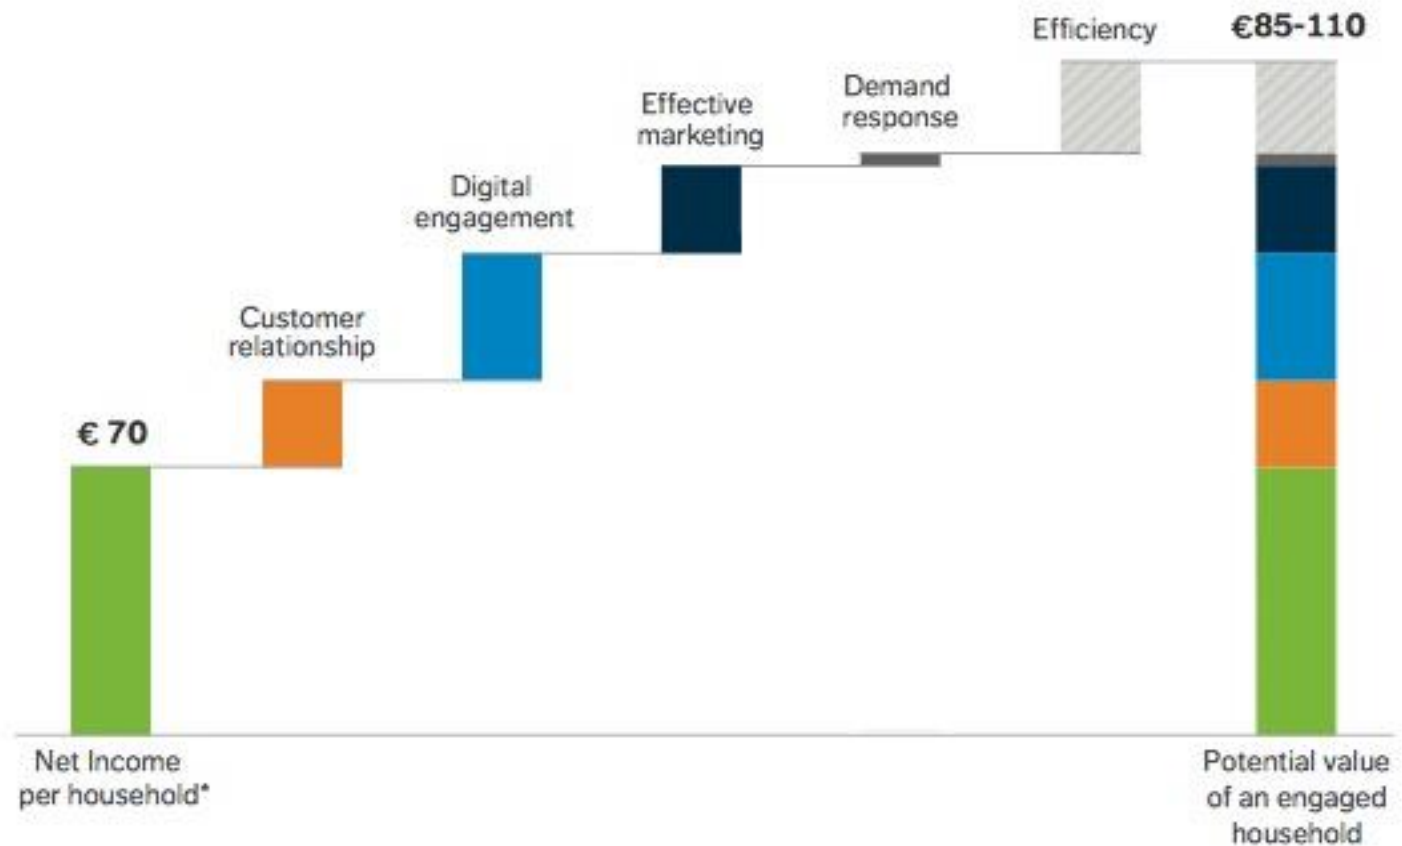 Efficiency
€85-110
Demand
response
Effective
marketing
Digital
engagement
Customer
relationship
€ 70
Net Income
per household*
Potential value
of an engaged
household